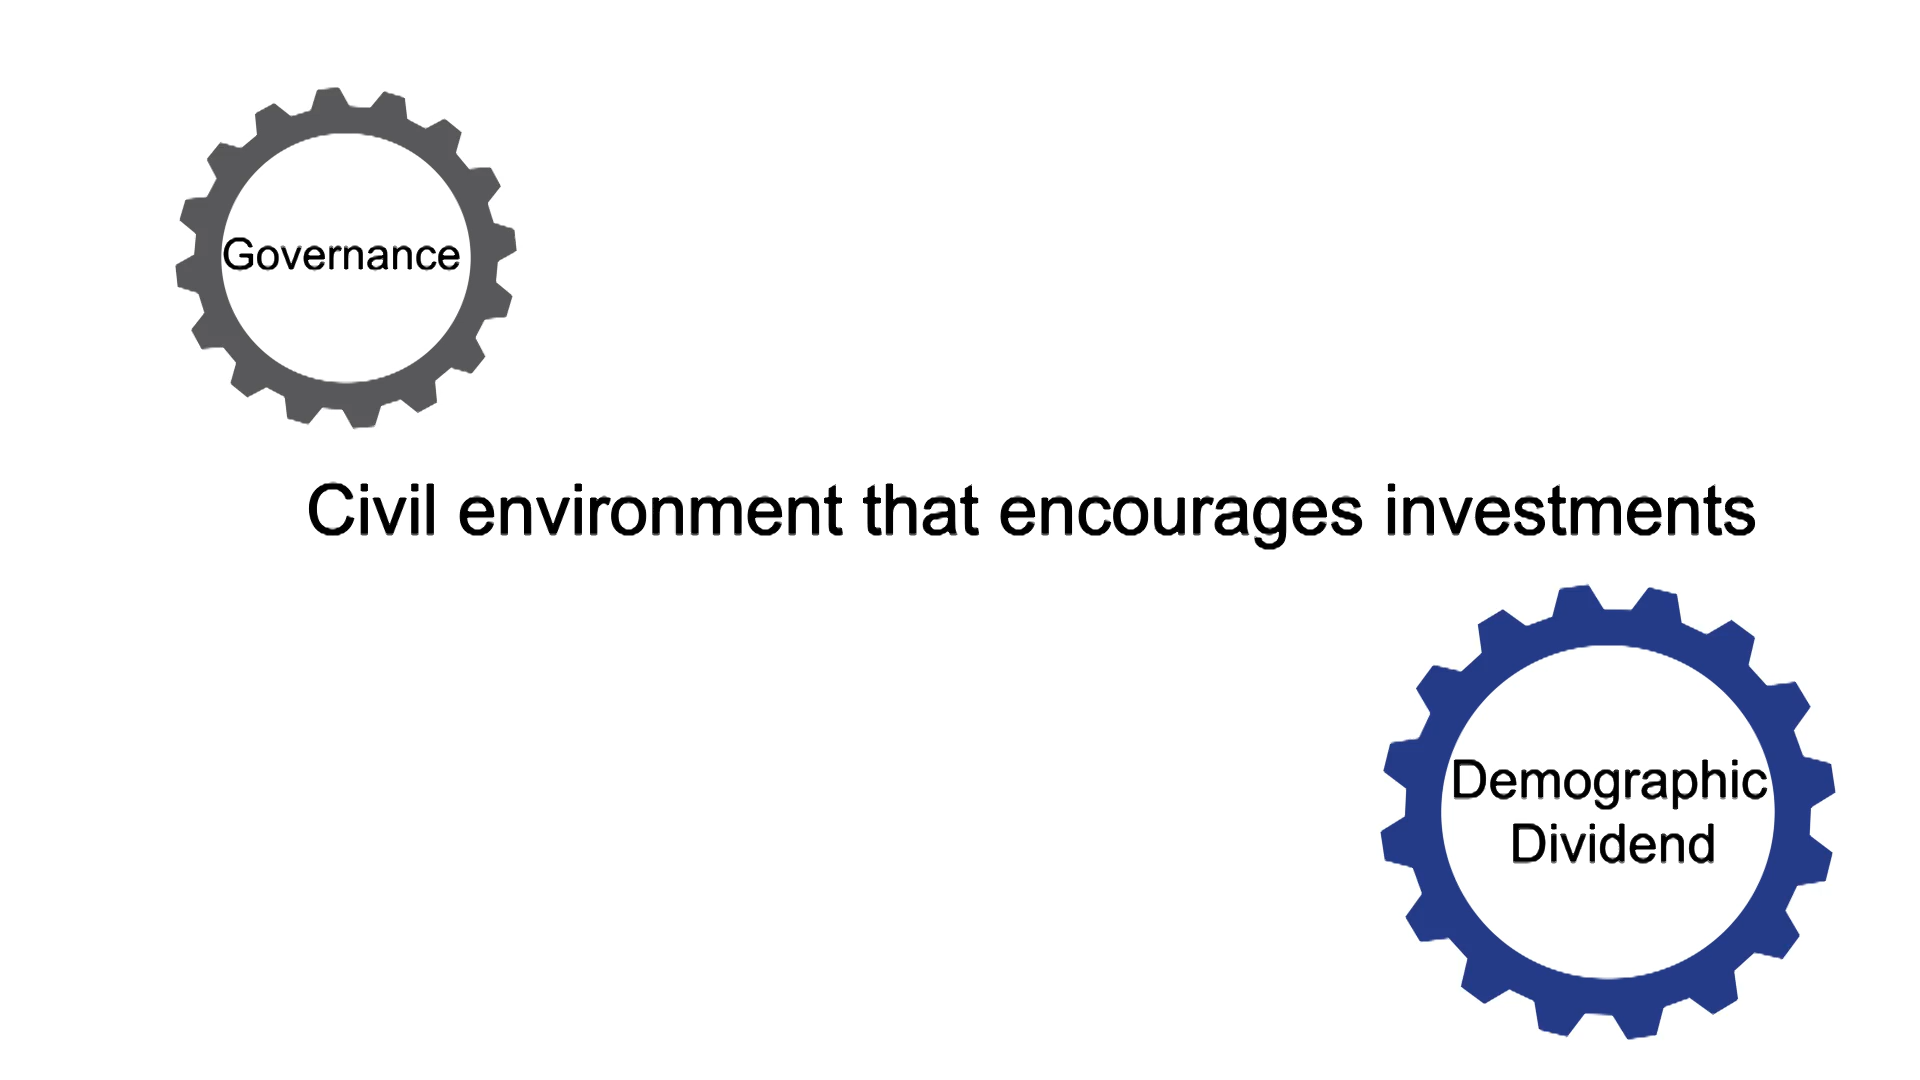 Governance
Civil environment that encourages investments
Demographic
Dividend